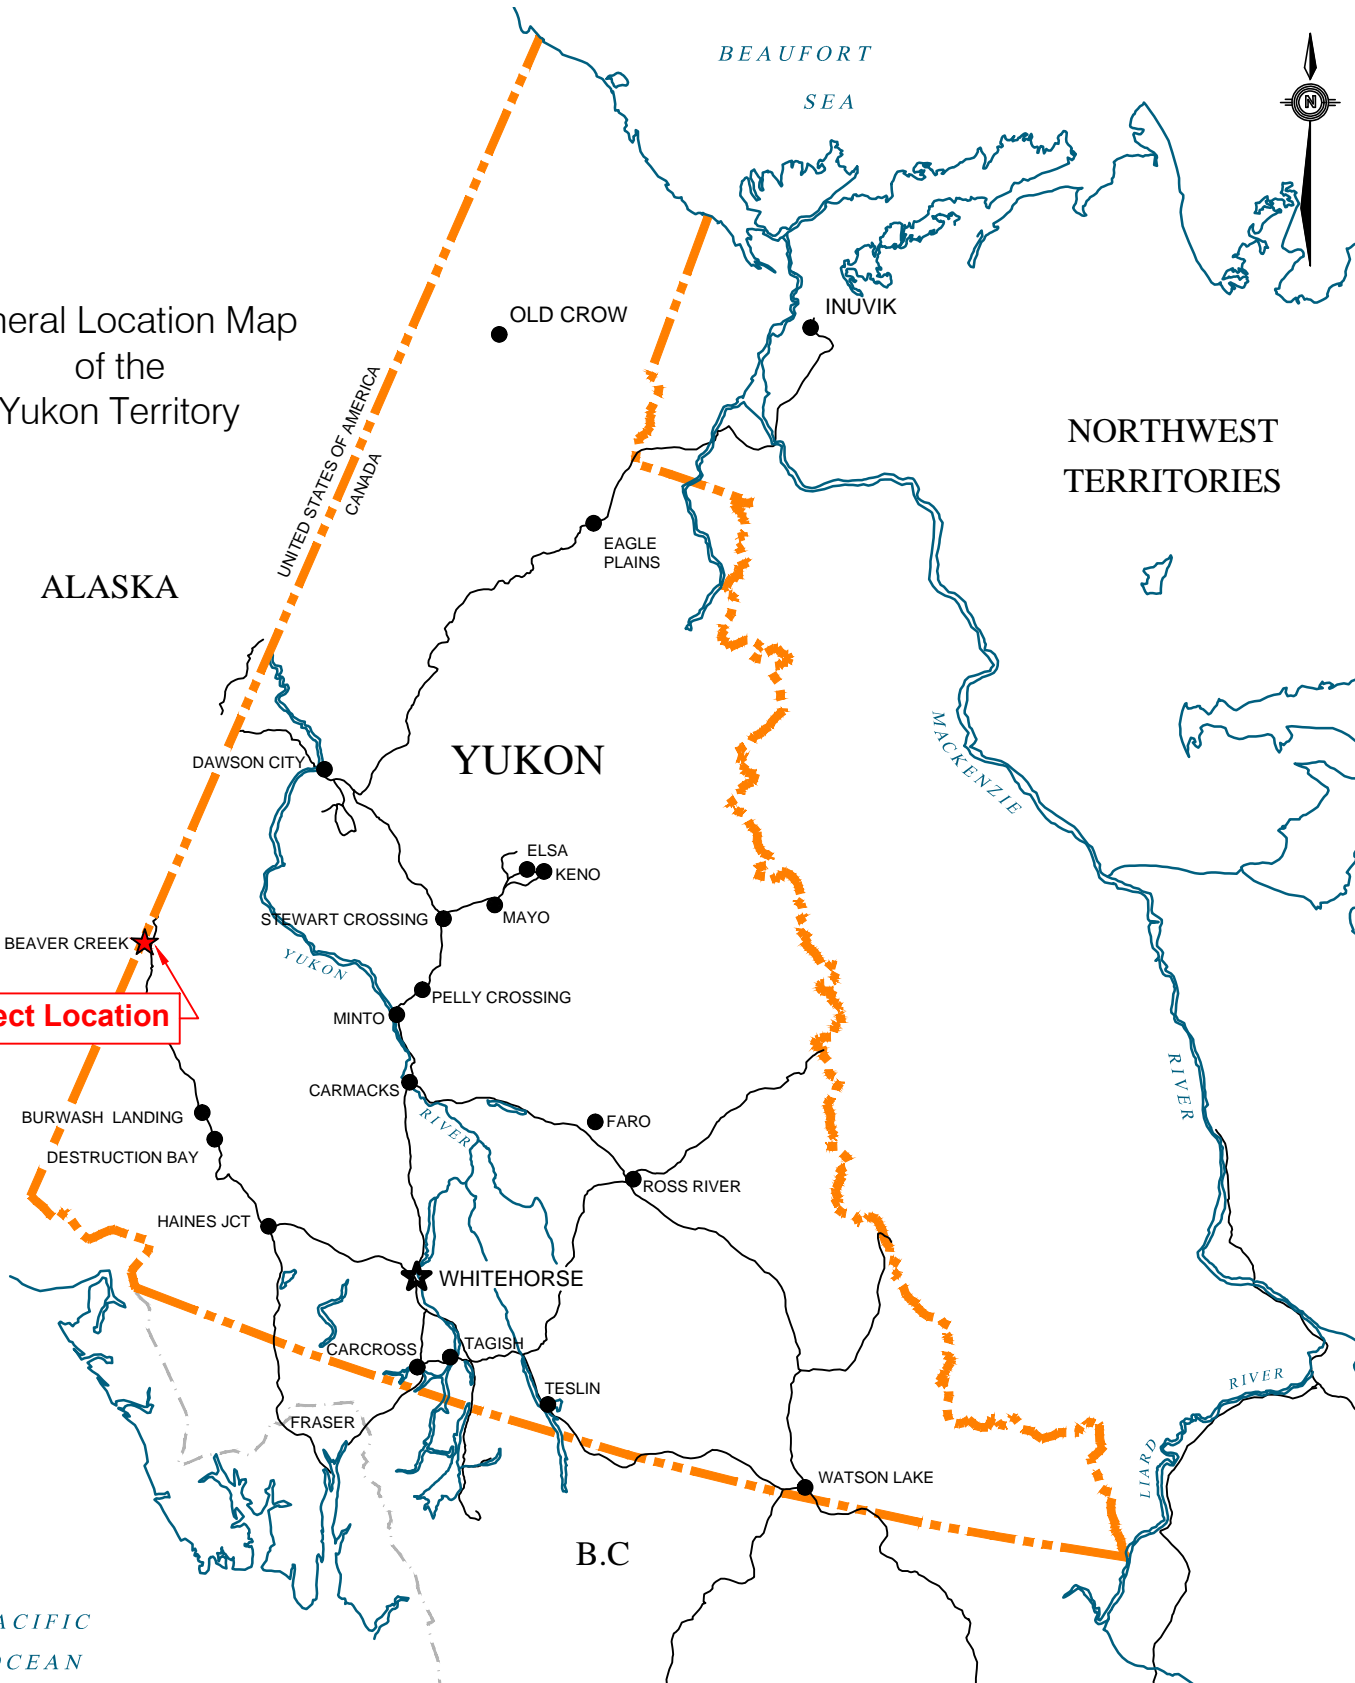 BEAUFORT
SEA
N
neral Location Map
of the
Yukon Territory
OLD CROW
INUVIK
UNITED STATES OF AMERICA
CANADA
NORTHWEST
TERRITORIES
EAGLE
PLAINS
ALASKA
MACKENZIE
DAWSON CITY
YUKON
ELSA
KENO
STEWART CROSSING
MAYO
BEAVER CREEK
YUKON
PELLY CROSSING
ect Location
MINTO
RIVER
CARMACKS
RIVER
BURWASH LANDING
FARO
DESTRUCTION BAY
ROSS RIVER
HAINES JCT
WHITEHORSE
CARCROSS
TAGISH
RIVER
TESLIN
FRASER
LIARD
WATSON LAKE
B.C
ACIFIC
OCEAN